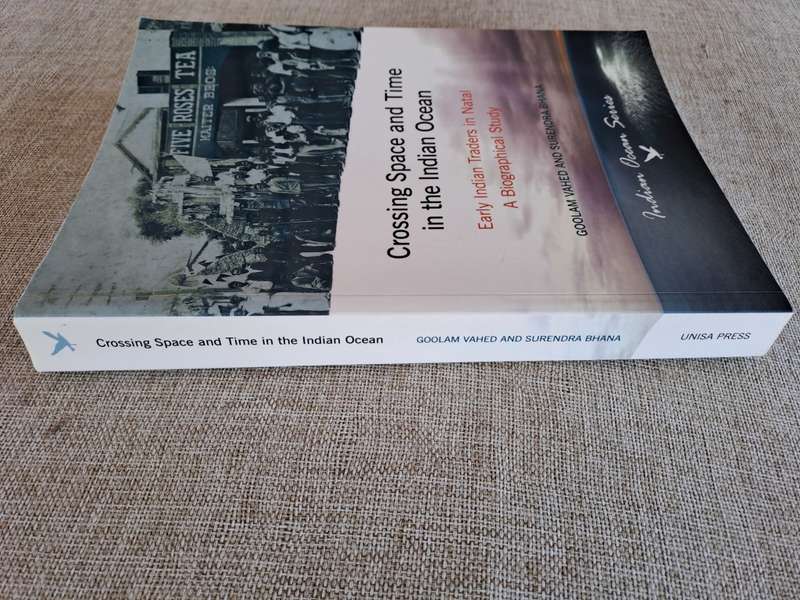 FIVE ROSES TEA
Crossing Space and Time
in the Indian Ocean
Early Indian Traders in Natal
A Biographical Study
GOOLAM VAHED AND SURENDRA BHANA
Indian Ocean Series
Crossing Space and Time in the Indian Ocean
GOOLAM VAHED AND SURENDRA BHANA
UNISA PRESS